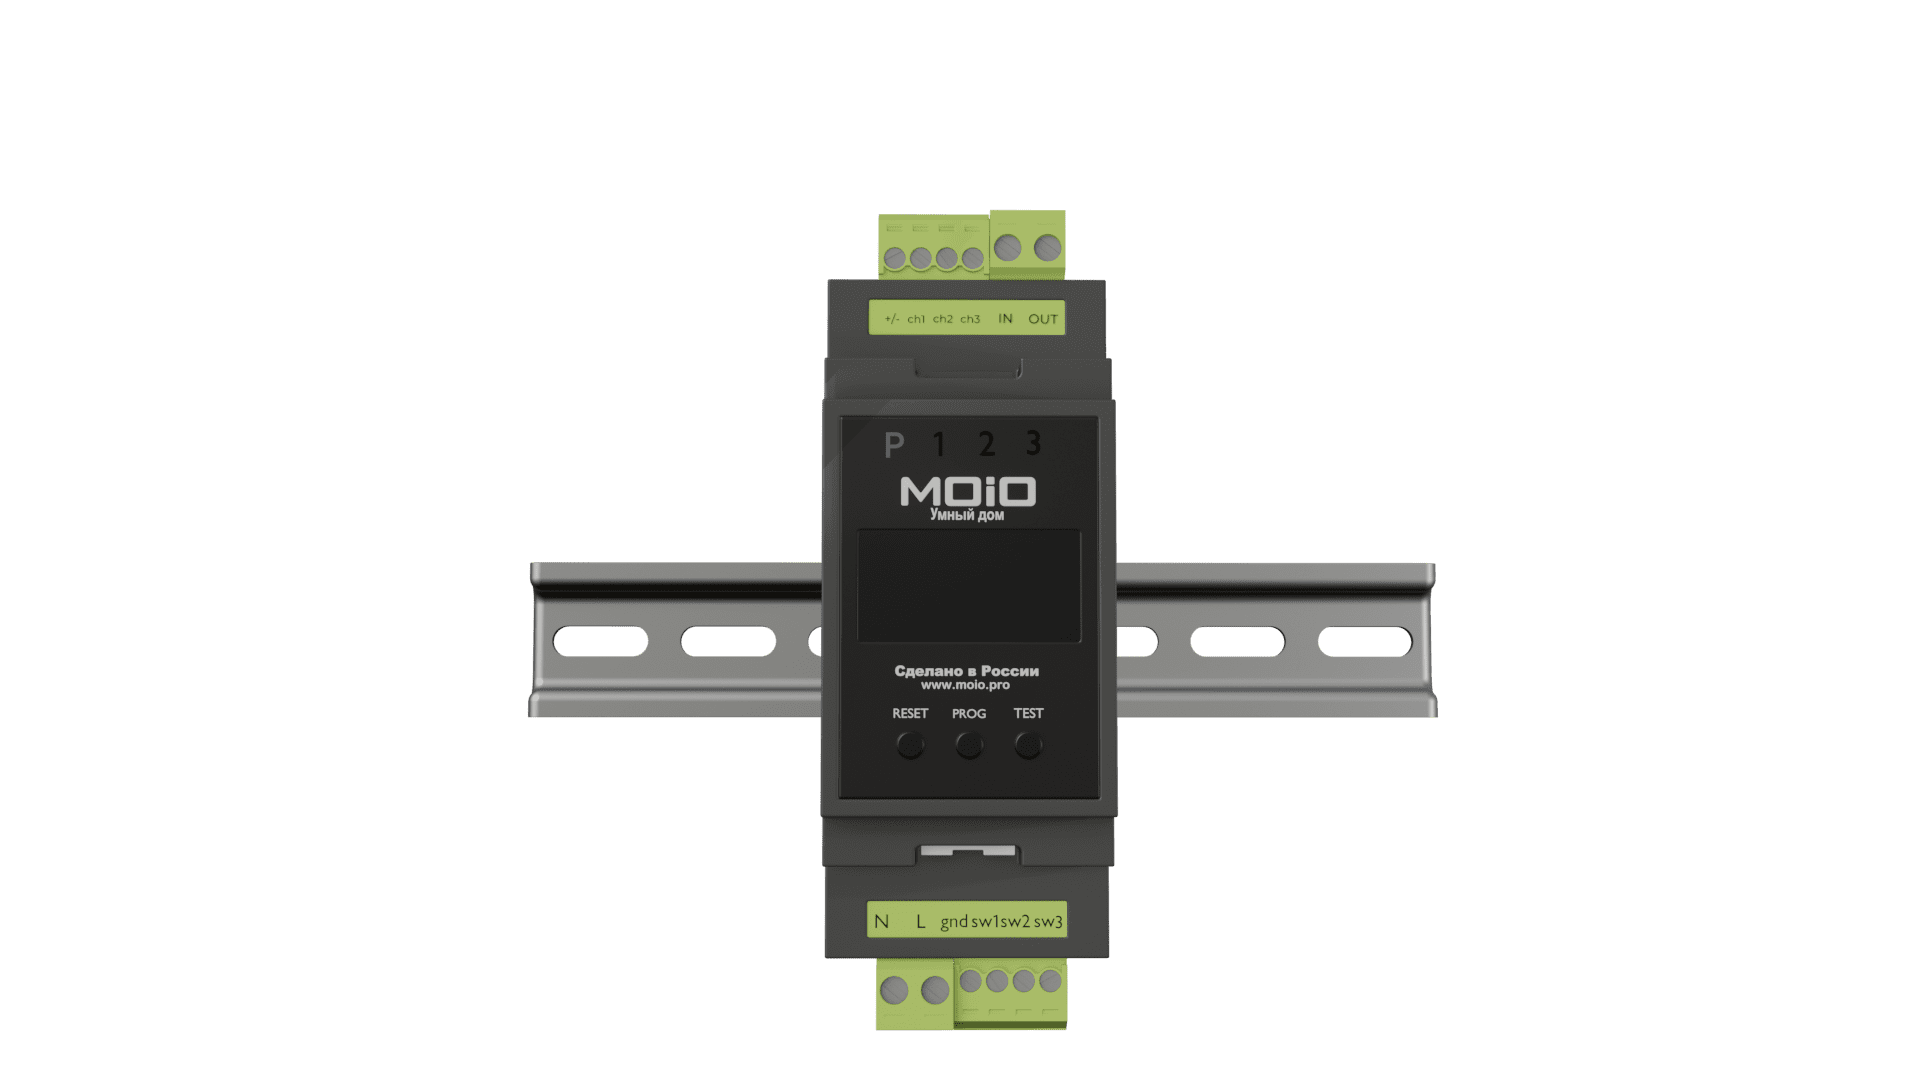 +/- ch1 ch2 ch3 IN OUT
P 1 2 3
MOiO
Умный дом
Сделано в России
www.moio.pro
RESET PROG TEST
N L gnd sw1 sw2 sw3